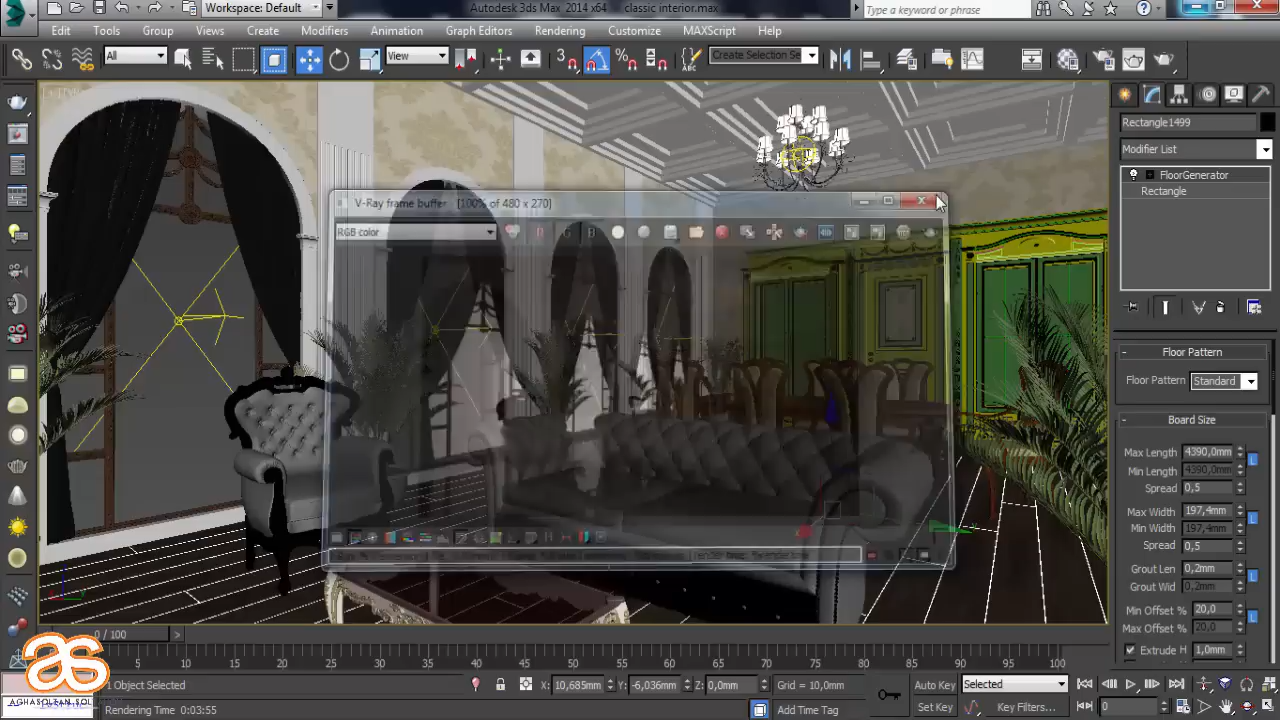 Workspace: Default
Autodesk 3ds Max 2014 x64 classic interior.max
Type a keyword or phrase
Edit Tools Group Views Create Modifiers Animation Graph Editors Rendering Customize MAXScript Help
All
View
3
Create Selection Se
Rectangle1499
Modifier List
FloorGenerator
Rectangle
V-Ray frame buffer - [100% of 480 x 270]
RGB color
Floor Pattern
Floor Pattern Standard
Board Size
Max Length 4390,0mm
Min Length 4390,0mm
Spread 0,5
Max Width 197,4mm
Min Width 197,4mm
Spread 0,5
Grout Len 0,2mm
Grout Wid 0,2mm
Min Offset % 20,0
Max Offset % 20,0
Extrude H 1,0mm
0 / 100
5 10 15 20 25 30 35 40 45 50 55 60 65 70 75 80 85 90 95 100
1 Object Selected
X: 10,685mm Y: -6,036mm Z: 0,0mm
Grid = 10,0mm
Auto Key Selected
as
AGHASOLTAN.SOL
Rendering Time 0:03:55
Add Time Tag
Set Key Key Filters...
0